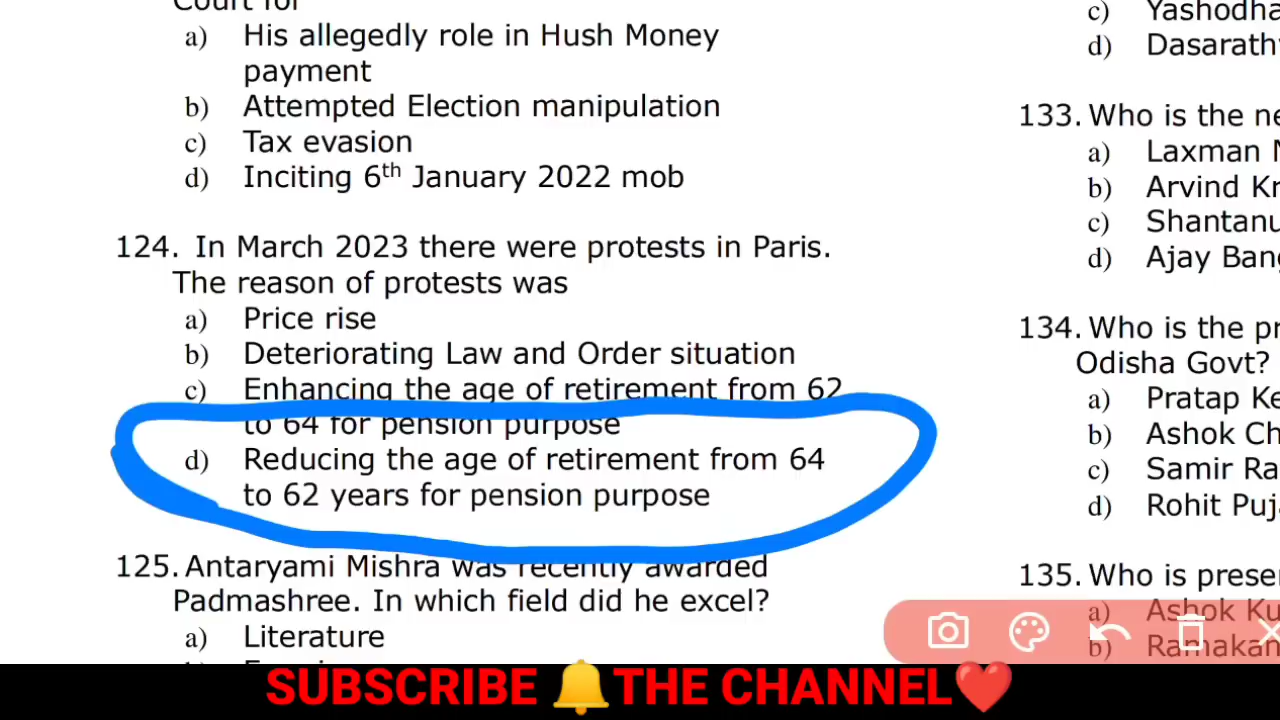 Court for
a) His allegedly role in Hush Money
payment
b) Attempted Election manipulation
c) Tax evasion
d) Inciting 6th January 2022 mob
124. In March 2023 there were protests in Paris.
The reason of protests was
a) Price rise
b) Deteriorating Law and Order situation
c) Enhancing the age of retirement from 62
to 64 for pension purpose
d) Reducing the age of retirement from 64
to 62 years for pension purpose
125. Antaryami Mishra was recently awarded
Padmashree. In which field did he excel?
a) Literature
c) Yashodha
d) Dasarath
133. Who is the ne
a) Laxman
b) Arvind Kr
c) Shantanu
d) Ajay Bang
134. Who is the pr
Odisha Govt?
a) Pratap Ke
b) Ashok Ch
c) Samir Ra
d) Rohit Puj
135. Who is prese
a) Ashok Ku
b) Ramakan
SUBSCRIBE 🔔THE CHANNEL❤️